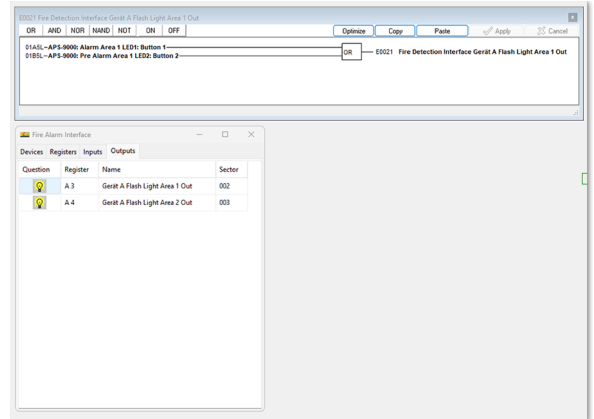 E0021 Fire Detection Interface Gerät A Flash Light Area 1 Out
OR AND NOR NAND NOT ON OFF Optimize Copy Paste Apply Cancel
01A5L–APS-9000: Alarm Area 1 LED1: Button 1
01B5L–APS-9000: Pre Alarm Area 1 LED2: Button 2
OR E0021 Fire Detection Interface Gerät A Flash Light Area 1 Out
Fire Alarm Interface
Devices Registers Inputs Outputs
Question Register Name Sector
A 3 Gerät A Flash Light Area 1 Out 002
A 4 Gerät A Flash Light Area 2 Out 003